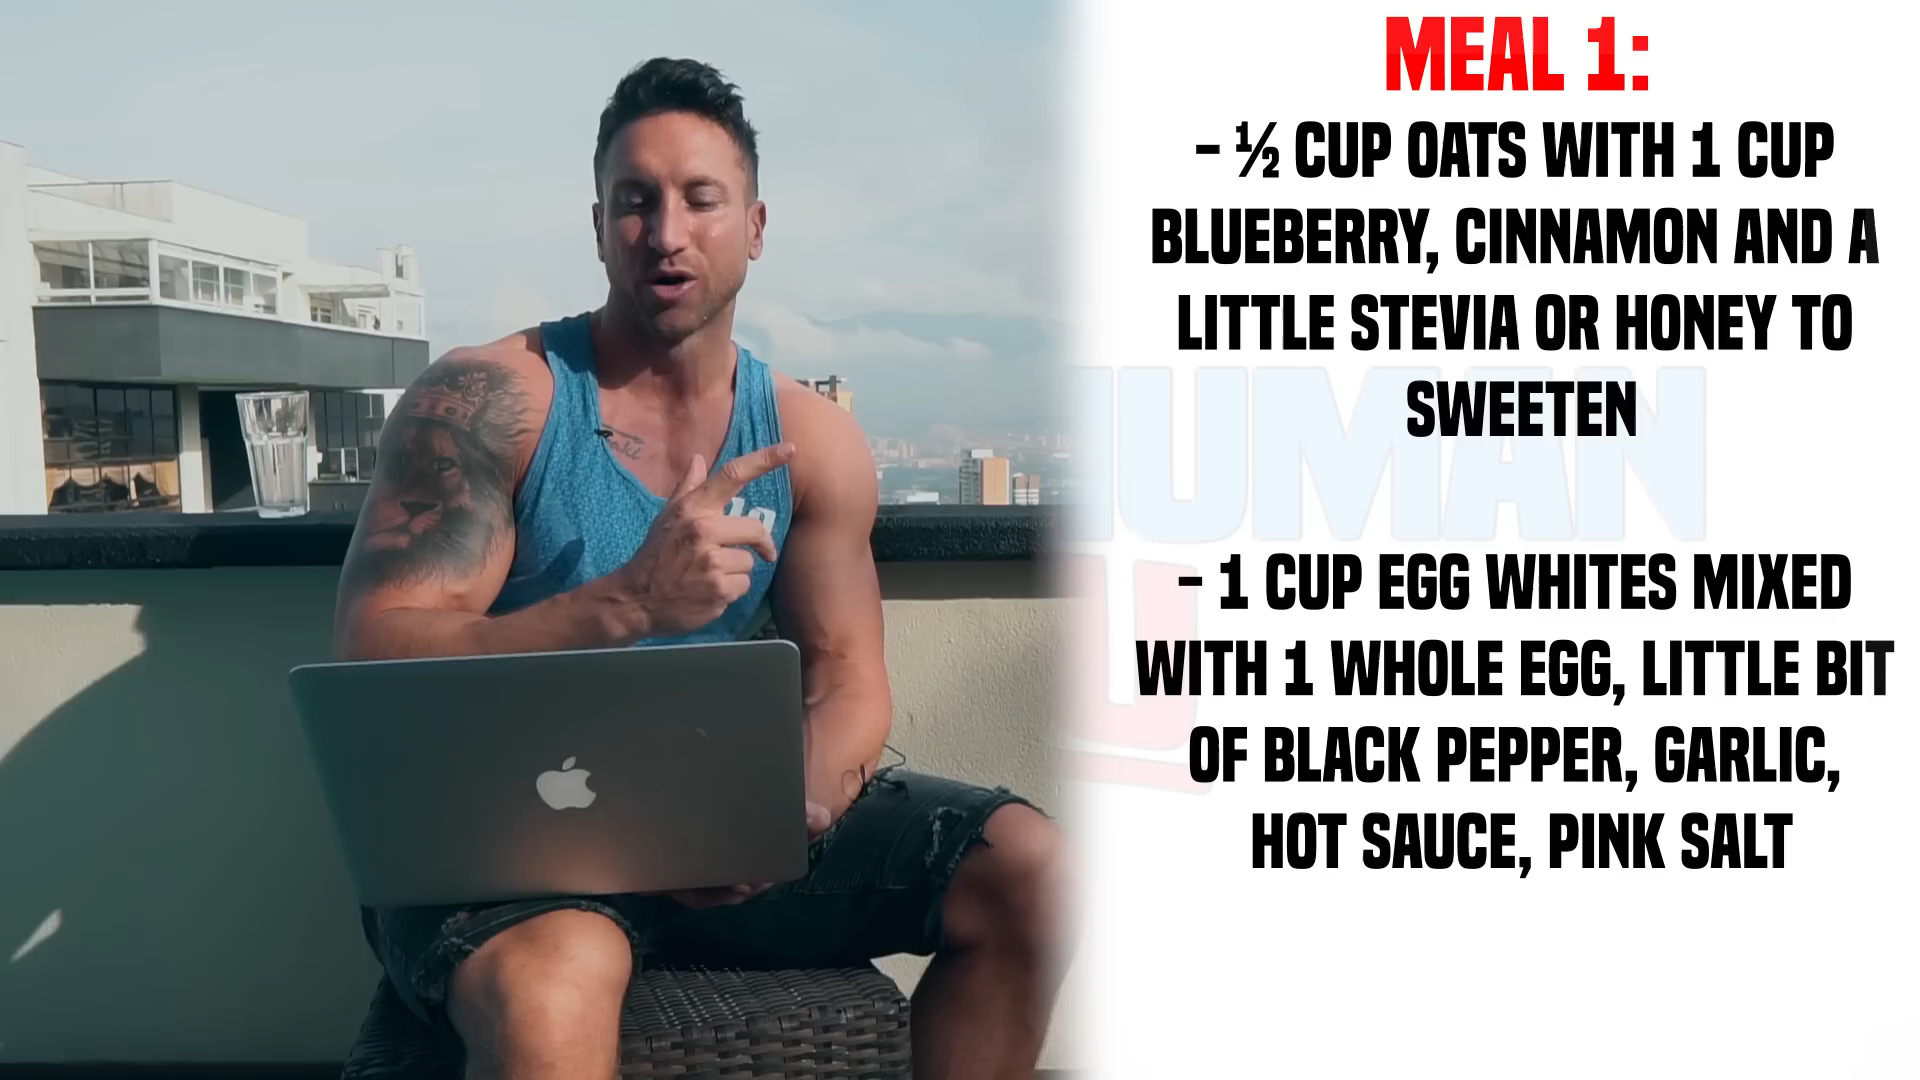 MEAL 1:
- ½ CUP OATS WITH 1 CUP
BLUEBERRY, CINNAMON AND A
LITTLE STEVIA OR HONEY TO
SWEETEN
HUMAN
- 1 CUP EGG WHITES MIXED
WITH 1 WHOLE EGG, LITTLE BIT
OF BLACK PEPPER, GARLIC,
HOT SAUCE, PINK SALT